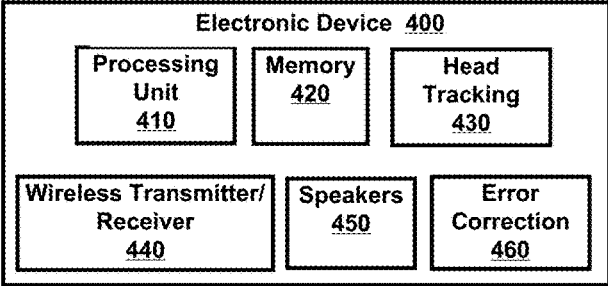 Electronic Device 400
Processing
Unit
410
Memory
420
Head
Tracking
430
Wireless Transmitter/
Receiver
440
Speakers
450
Error
Correction
460